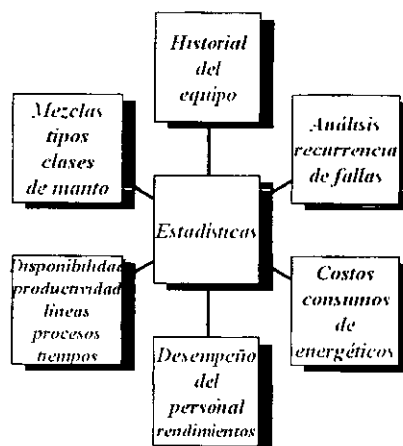 Historial
del
equipo
Mezclas
tipos
clases
de manto
Análisis
recurrencia
de fallas
Estadísticas
Disponibilidad
productividad
líneas
procesos
tiempos
Costos
consumos
de
energéticos
Desempeño
del
personal
rendimientos